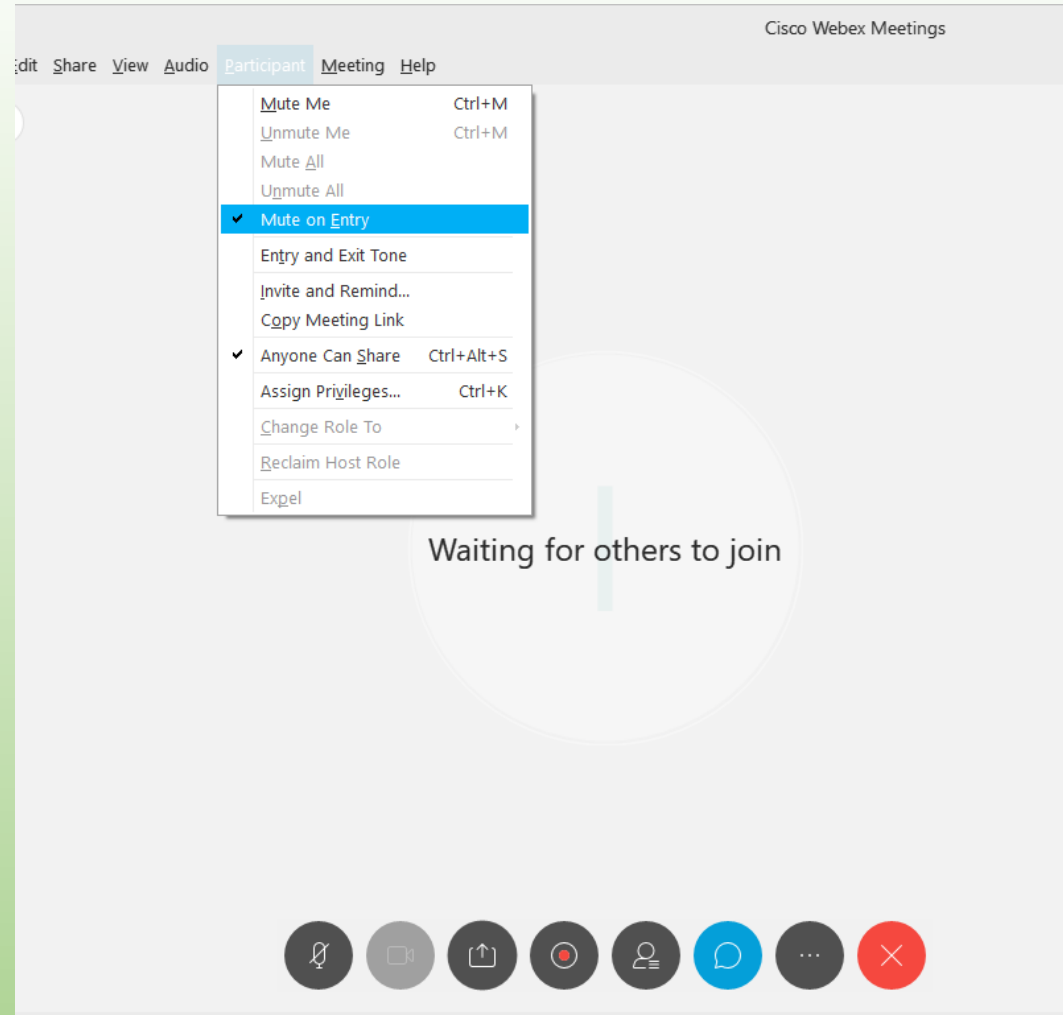 Cisco Webex Meetings
dit Share View Audio Participant Meeting Help
Mute Me Ctrl+M
Unmute Me Ctrl+M
Mute All
Unmute All
Mute on Entry
Entry and Exit Tone
Invite and Remind...
Copy Meeting Link
Anyone Can Share Ctrl+Alt+S
Assign Privileges... Ctrl+K
Change Role To
Reclaim Host Role
Expel
Waiting for others to join